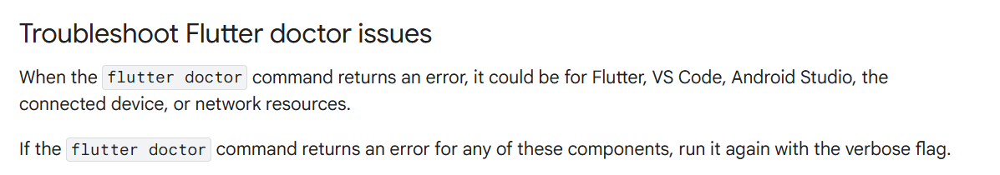 Troubleshoot Flutter doctor issues
When the flutter doctor command returns an error, it could be for Flutter, VS Code, Android Studio, the
connected device, or network resources.
If the flutter doctor command returns an error for any of these components, run it again with the verbose flag.